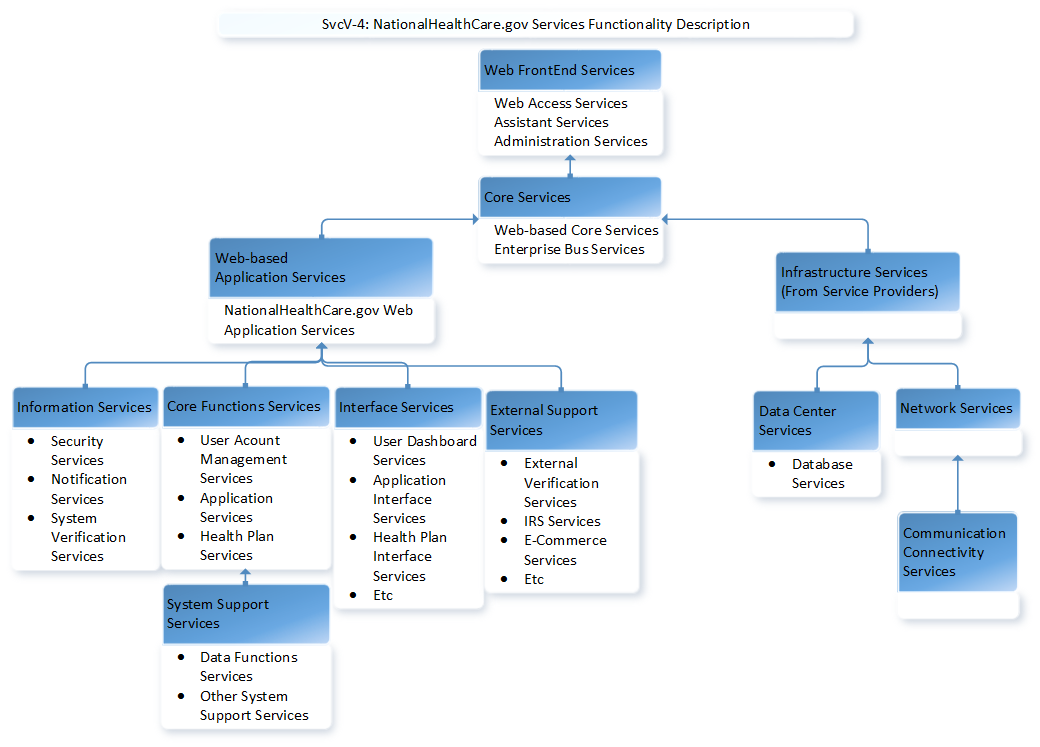 SvcV-4: NationalHealthCare.gov Services Functionality Description
Web FrontEnd Services
Web Access Services
Assistant Services
Administration Services
Core Services
Web-based Core Services
Enterprise Bus Services
Web-based
Application Services
NationalHealthCare.gov Web
Application Services
Infrastructure Services
(From Service Providers)
Information Services
• Security
Services
• Notification
Services
• System
Verification
Services
Core Functions Services
• User Acount
Management
Services
• Application
Services
• Health Plan
Services
Interface Services
• User Dashboard
Services
• Application
Interface
Services
• Health Plan
Interface
Services
• Etc
External Support
Services
• External
Verification
Services
• IRS Services
• E-Commerce
Services
• Etc
Data Center
Services
• Database
Services
Network Services
Communication
Connectivity
Services
System Support
Services
• Data Functions
Services
• Other System
Support Services